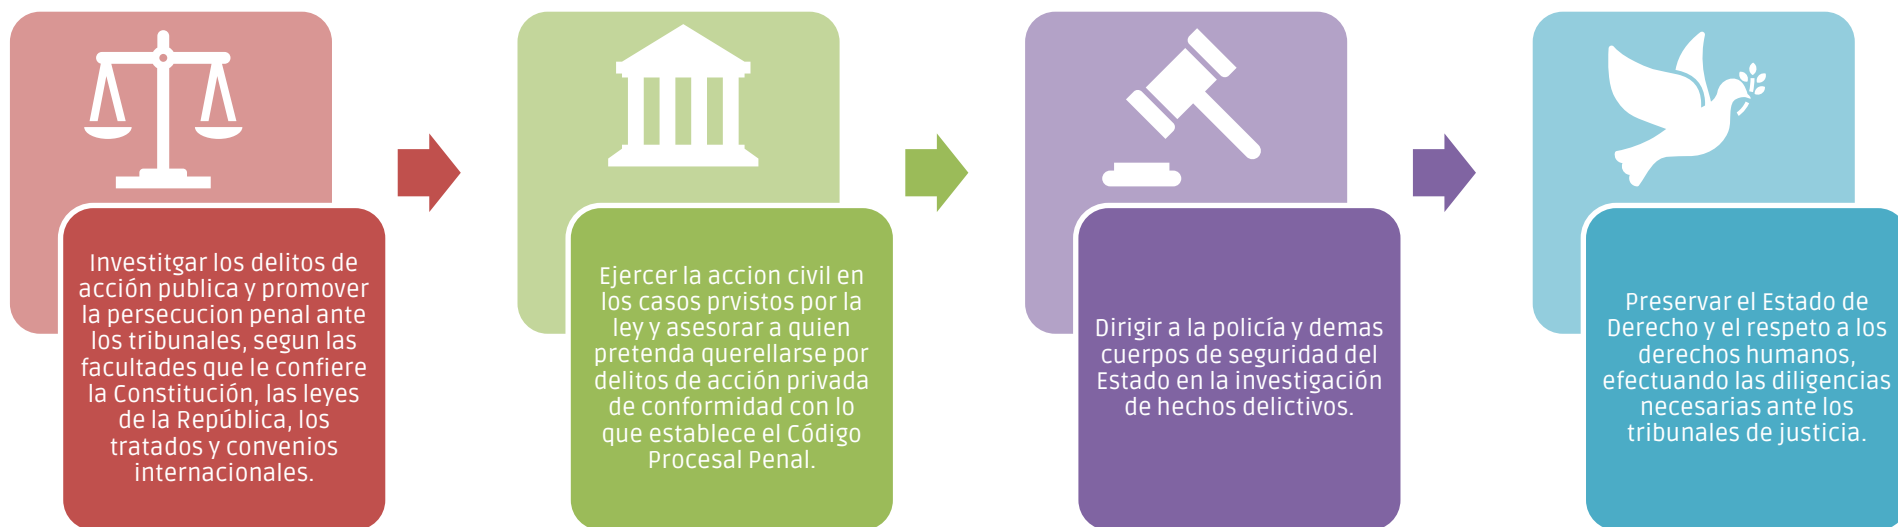 Investitgar los delitos de
acción publica y promover
la persecucion penal ante
los tribunales, segun las
facultades que le confiere
la Constitución, las leyes
de la República, los
tratados y convenios
internacionales.
Ejercer la accion civil en
los casos prvistos por la
ley y asesorar a quien
pretenda querellarse por
delitos de acción privada
de conformidad con lo
que establece el Código
Procesal Penal.
Dirigir a la policía y demas
cuerpos de seguridad del
Estado en la investigación
de hechos delictivos.
Preservar el Estado de
Derecho y el respeto a los
derechos humanos,
efectuando las diligencias
necesarias ante los
tribunales de justicia.